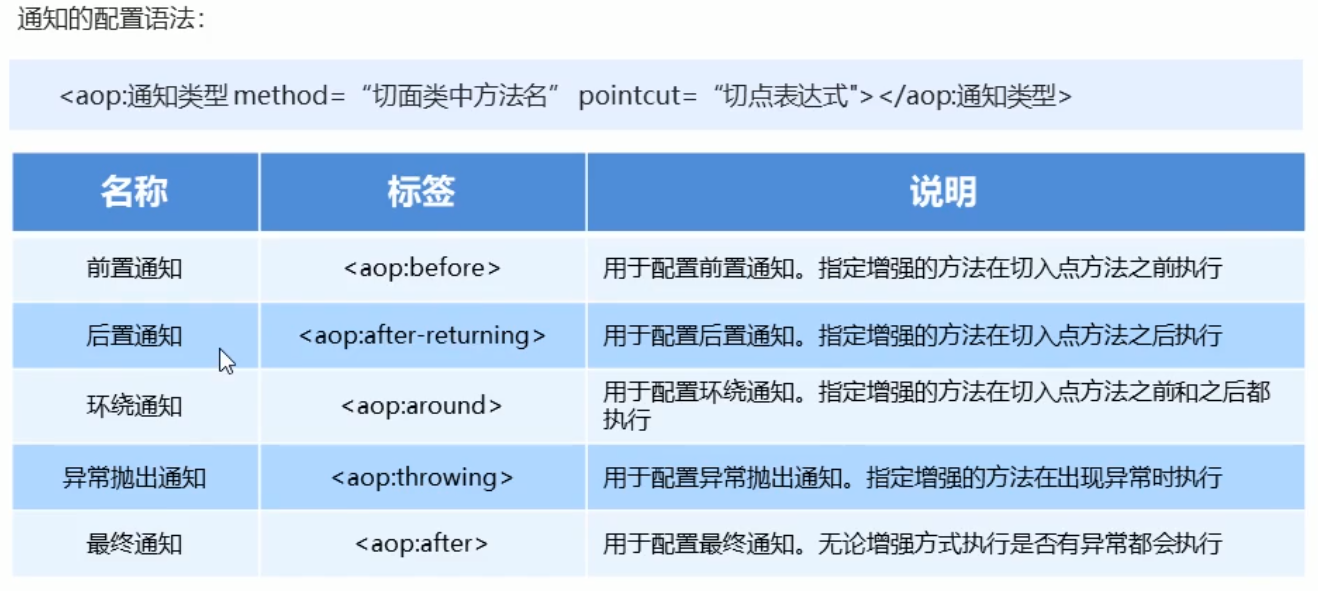 通知的配置语法：
<aop:通知类型 method=“切面类中方法名” pointcut=“切点表达式"></aop:通知类型>
名称 标签 说明
前置通知 <aop:before> 用于配置前置通知。指定增强的方法在切入点方法之前执行
后置通知 <aop:after-returning> 用于配置后置通知。指定增强的方法在切入点方法之后执行
环绕通知 <aop:around> 用于配置环绕通知。指定增强的方法在切入点方法之前和之后都
执行
异常抛出通知 <aop:throwing> 用于配置异常抛出通知。指定增强的方法在出现异常时执行
最终通知 <aop:after> 用于配置最终通知。无论增强方式执行是否有异常都会执行